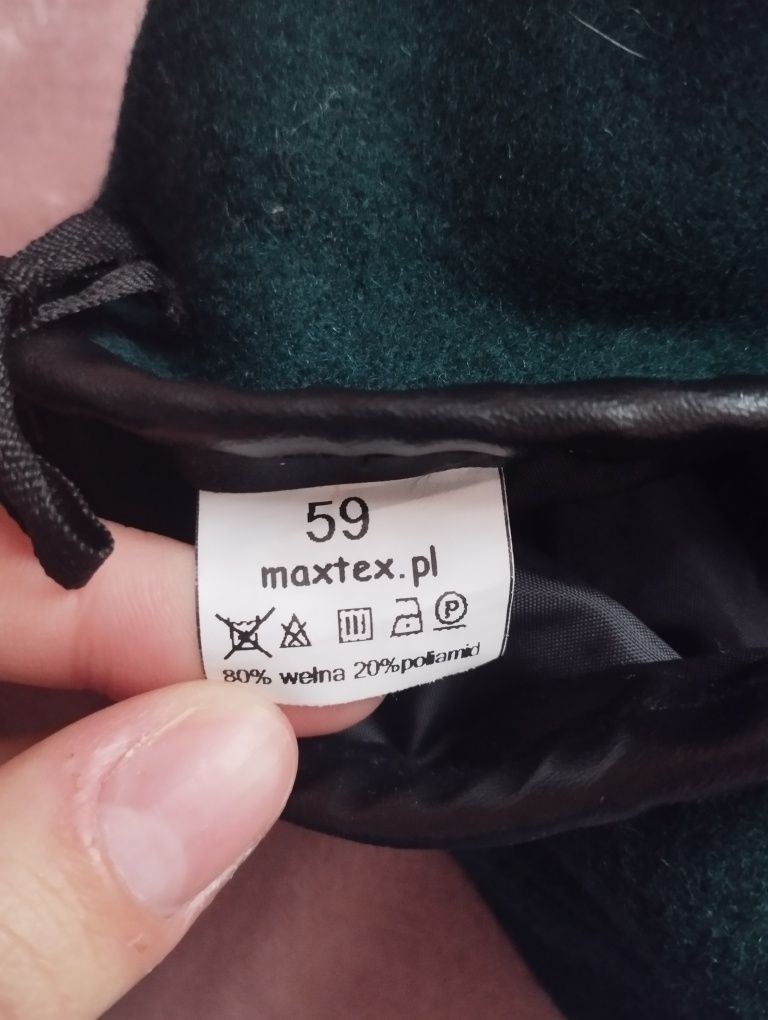 59
maxtex.pl
P
80% wełna 20%poliamid